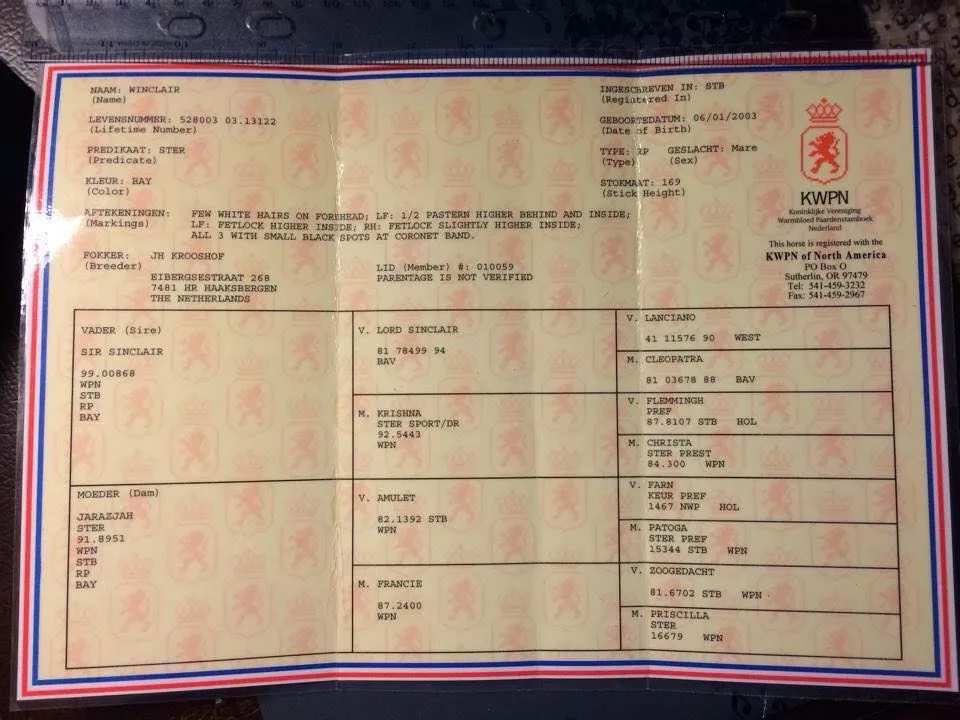 NAAM: WINCLAIR
(Name)
LEVENSNUMMER: 528003 03.13122
(Lifetime Number)
PREDIKAAT: STER
(Predicate)
KLEUR: BAY
(Color)
AFTEKENINGEN: FEW WHITE HAIRS ON FOREHEAD; LF: 1/2 PASTERN HIGHER BEHIND AND INSIDE;
(Markings) LF: FETLOCK HIGHER INSIDE; RH: FETLOCK SLIGHTLY HIGHER INSIDE;
ALL 3 WITH SMALL BLACK SPOTS AT CORONET BAND.
FOKKER: JH KROOSHOF
(Breeder)
EIBERGSESTRAAT 268
7481 HR HAAKSBERGEN
THE NETHERLANDS
LID (Member) #: 010059
PARENTAGE IS NOT VERIFIED
INGESCHREVEN IN: STB
(Registered In)
GEBOORTEDATUM: 06/01/2003
(Date of Birth)
TYPE: RP GESLACHT: Mare
(Type) (Sex)
STOKMAAT: 169
(Stick Height)
KWPN
Koninklijke Vereniging
Warmbloed Paardenstamboek
Nederland
This horse is registered with the
KWPN of North America
PO Box O
Sutherlin, OR 97479
Tel: 541-459-3232
Fax: 541-459-2967
VADER (Sire)
SIR SINCLAIR
99.00868
WPN
STB
RP
BAY
MOEDER (Dam)
JARAZJAH
STER
91.8951
WPN
STB
RP
BAY
V. LORD SINCLAIR
81 78499 94
BAV
M. KRISHNA
STER SPORT/DR
92.5443
WPN
V. AMULET
82.1392 STB
WPN
M. FRANCIE
87.2400
WPN
V. LANCIANO
41 11576 90 WEST
M. CLEOPATRA
81 03678 88 BAV
V. FLEMMINGH
PREF
87.8107 STB HOL
M. CHRISTA
STER PREST
84.300 WPN
V. FARN
KEUR PREF
1467 NWP HOL
M. PATOGA
STER PREF
15344 STB WPN
V. ZOOGEDACHT
81.6702 STB WPN
M. PRISCILLA
STER
16679 WPN